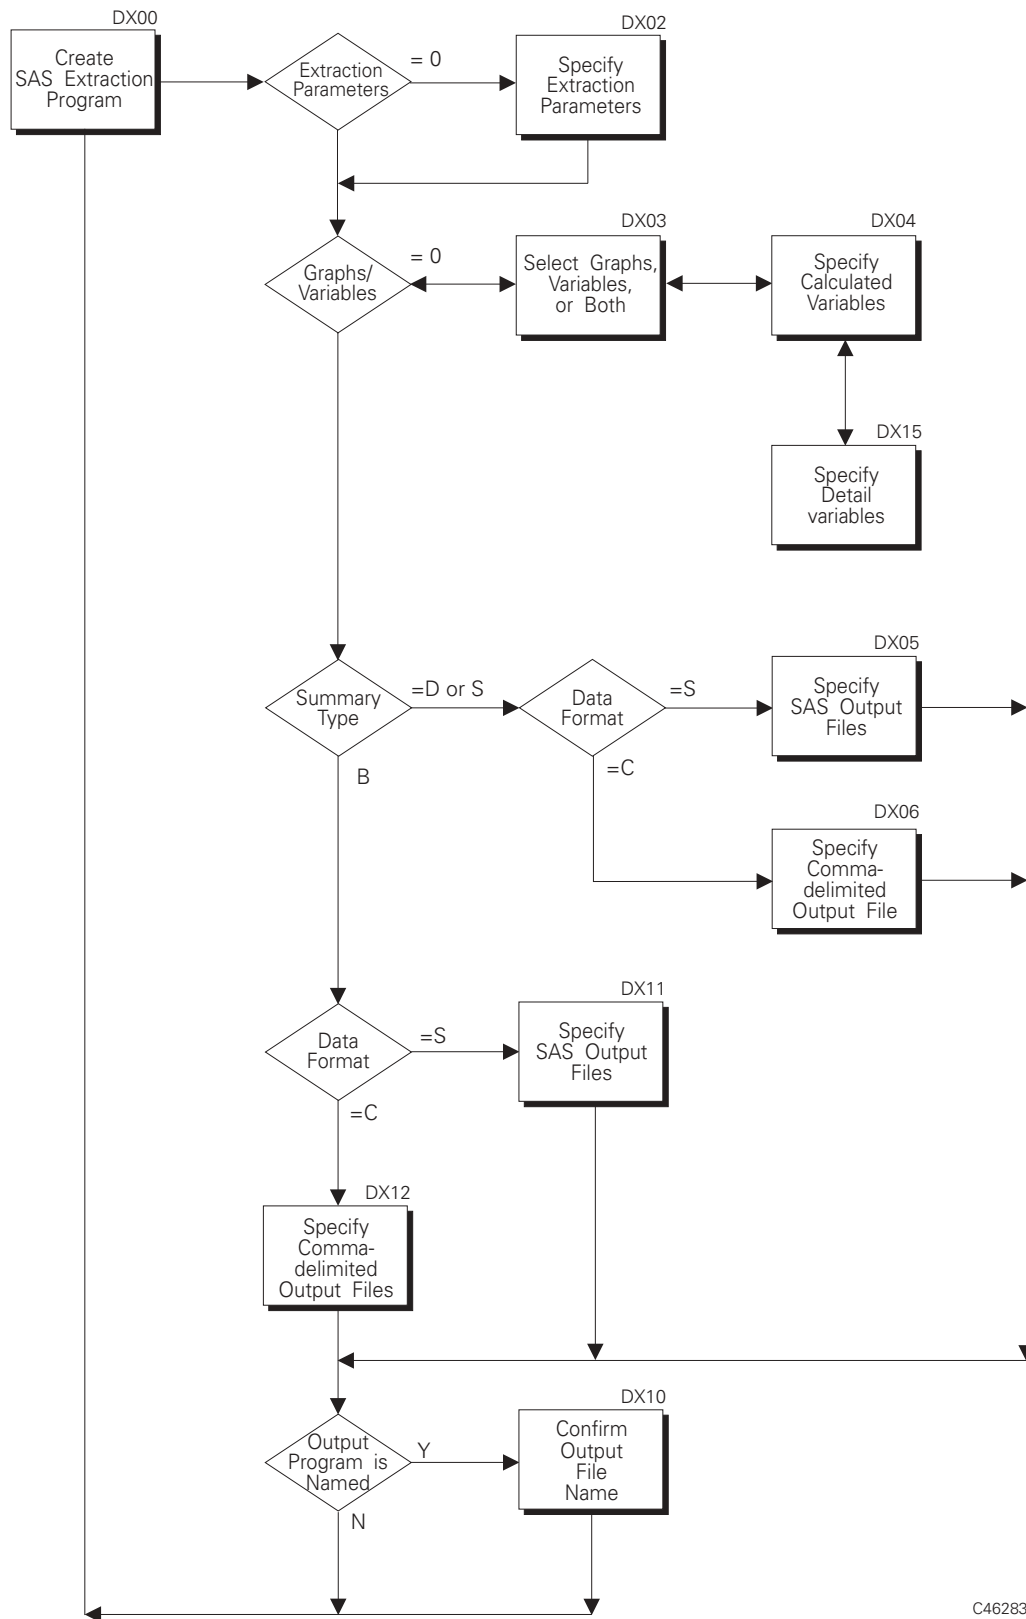 DX00
Create
SAS Extraction
Program
Extraction
Parameters
= 0
DX02
Specify
Extraction
Parameters
Graphs/
Variables
= 0
DX03
Select Graphs,
Variables,
or Both
DX04
Specify
Calculated
Variables
DX15
Specify
Detail
variables
Summary
Type
=D or S
B
Data
Format
=S
=C
DX05
Specify
SAS Output
Files
DX06
Specify
Comma-
delimited
Output File
Data
Format
=S
=C
DX11
Specify
SAS Output
Files
DX12
Specify
Comma-
delimited
Output Files
Output
Program is
Named
Y
N
DX10
Confirm
Output
File
Name
C46283